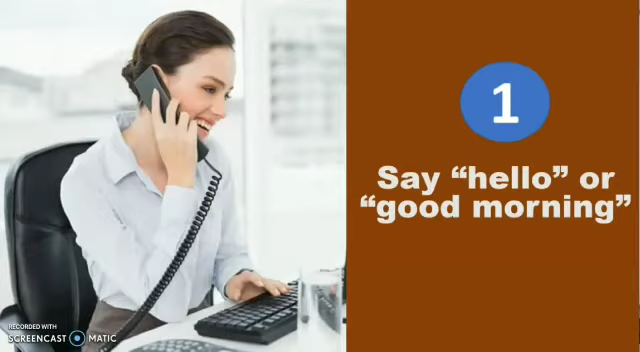 1
Say “hello” or
“good morning”
RECORDED WITH
SCREENCAST MATIC